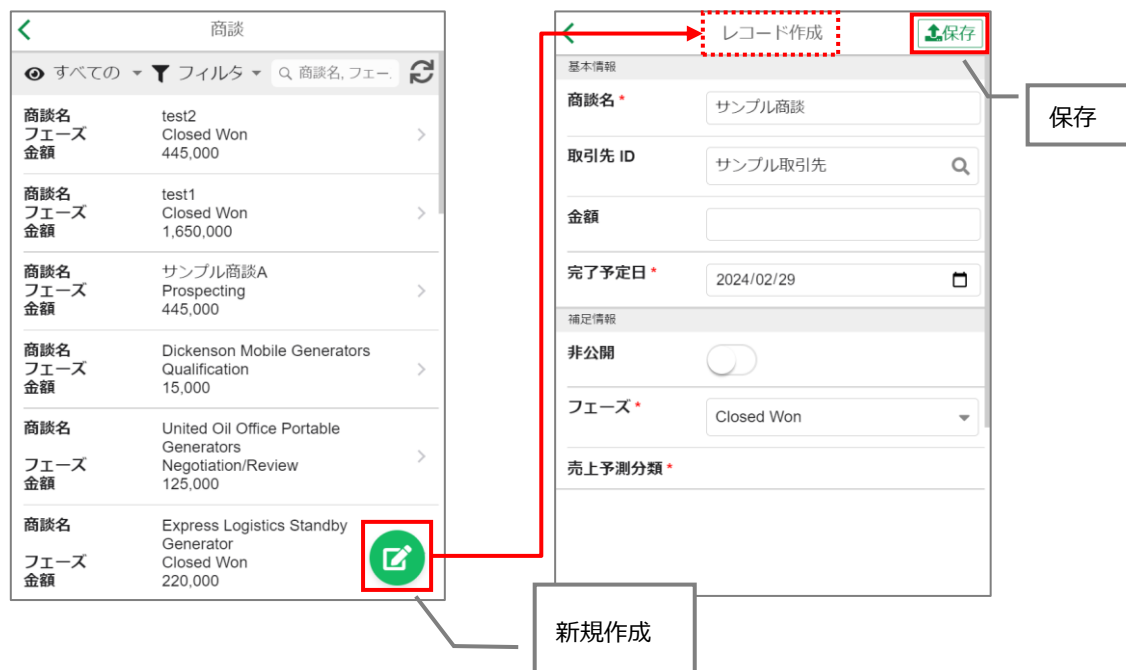 商談
すべての
フィルタ
商談名, フェー
商談名 test2
フェーズ Closed Won
金額 445,000
商談名 test1
フェーズ Closed Won
金額 1,650,000
商談名 サンプル商談A
フェーズ Prospecting
金額 445,000
商談名 Dickenson Mobile Generators
フェーズ Qualification
金額 15,000
商談名 United Oil Office Portable
Generators
フェーズ Negotiation/Review
金額 125,000
商談名 Express Logistics Standby
Generator
フェーズ Closed Won
金額 220,000
新規作成
レコード作成
保存
基本情報
商談名 * サンプル商談
取引先 ID サンプル取引先
金額
完了予定日 * 2024/02/29
補足情報
非公開
フェーズ * Closed Won
売上予測分類 *
保存